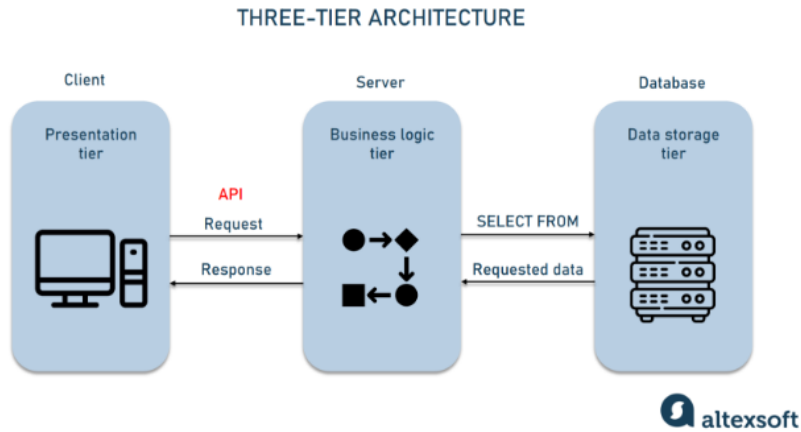 THREE-TIER ARCHITECTURE
Client
Server
Database
Presentation
tier
Business logic
tier
Data storage
tier
API
Request
Response
SELECT FROM
Requested data
altexsoft